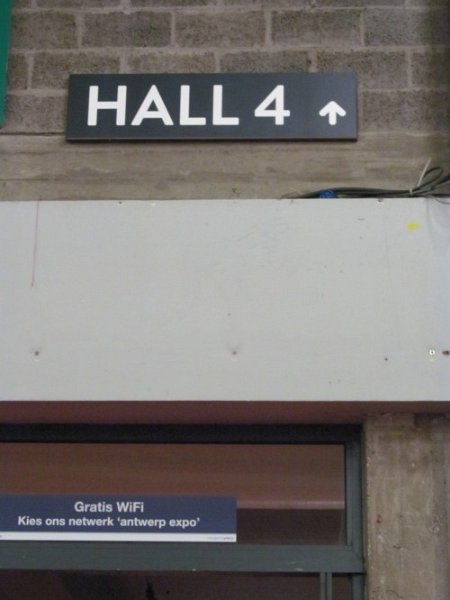 HALL 4 ↑
Gratis WiFi
Kies ons netwerk 'antwerp expo'